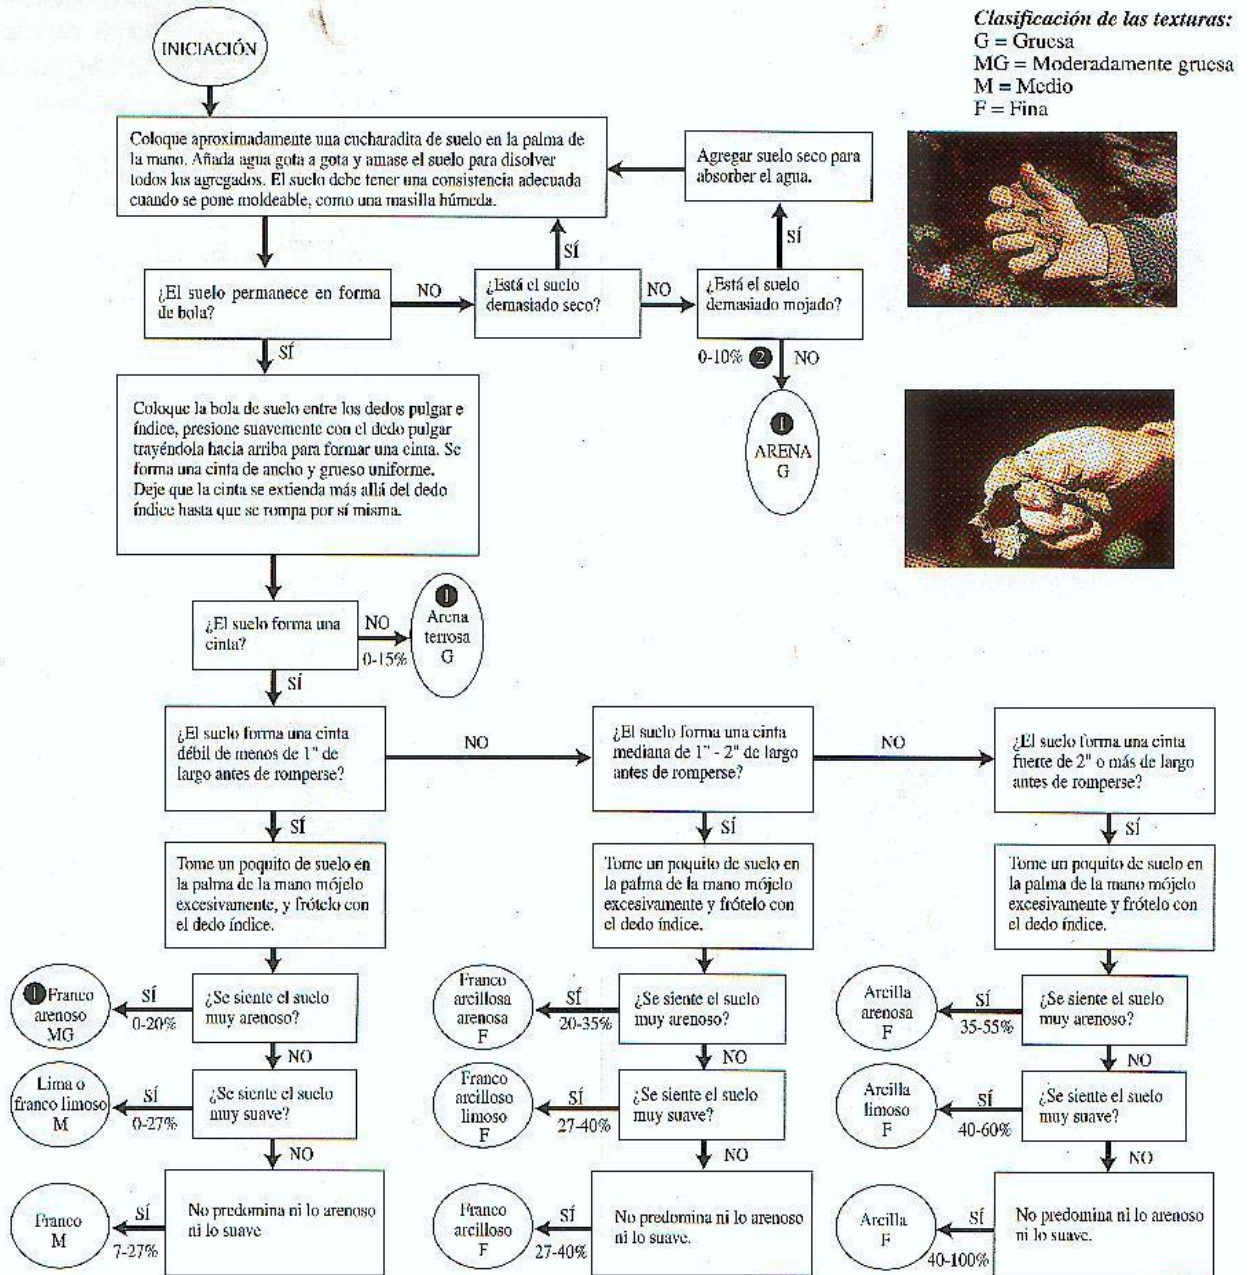 Clasificación de las texturas:
G = Gruesa
MG = Moderadamente gruesa
M = Medio
F = Fina
INICIACIÓN
Coloque aproximadamente una cucharadita de suelo en la palma de
la mano. Añada agua gota a gota y amase el suelo para disolver
todos los agregados. El suelo debe tener una consistencia adecuada
cuando se pone moldeable, como una masilla húmeda.
Agregar suelo seco para
absorber el agua.
SÍ
SÍ
¿El suelo permanece en forma
de bola?
NO
¿Está el suelo
demasiado seco?
NO
¿Está el suelo
demasiado mojado?
SÍ
0-10% 2 NO
1
ARENA
G
Coloque la bola de suelo entre los dedos pulgar e
índice, presione suavemente con el dedo pulgar
trayéndola hacia arriba para formar una cinta. Se
forma una cinta de ancho y grueso uniforme.
Deje que la cinta se extienda más allá del dedo
índice hasta que se rompa por sí misma.
¿El suelo forma una
cinta?
NO
0-15%
1
Arena
terrosa
G
SÍ
¿El suelo forma una cinta
débil de menos de 1" de
largo antes de romperse?
NO
¿El suelo forma una cinta
mediana de 1" - 2" de largo
antes de romperse?
NO
¿El suelo forma una cinta
fuerte de 2" o más de largo
antes de romperse?
SÍ
SÍ
SÍ
Tome un poquito de suelo en
la palma de la mano mójelo
excesivamente, y frótelo con
el dedo índice.
Tome un poquito de suelo en
la palma de la mano mójelo
excesivamente y frótelo con
el dedo índice.
Tome un poquito de suelo en
la palma de la mano mójelo
excesivamente y frótelo con
el dedo índice.
1 Franco
arenoso
MG
SÍ
0-20%
¿Se siente el suelo
muy arenoso?
Franco
arcillosa
arenosa
F
SÍ
20-35%
¿Se siente el suelo
muy arenoso?
Arcilla
arenosa
F
SÍ
35-55%
¿Se siente el suelo
muy arenoso?
NO
NO
NO
Lima o
franco limoso
M
SÍ
0-27%
¿Se siente el suelo
muy suave?
Franco
arcilloso
limoso
F
SÍ
27-40%
¿Se siente el suelo
muy suave?
Arcilla
limoso
F
SÍ
40-60%
¿Se siente el suelo
muy suave?
NO
NO
NO
Franco
M
SÍ
7-27%
No predomina ni lo arenoso
ni lo suave
Franco
arcilloso
F
SÍ
27-40%
No predomina ni lo arenoso
ni lo suave.
Arcilla
F
SÍ
40-100%
No predomina ni lo arenoso
ni lo suave.